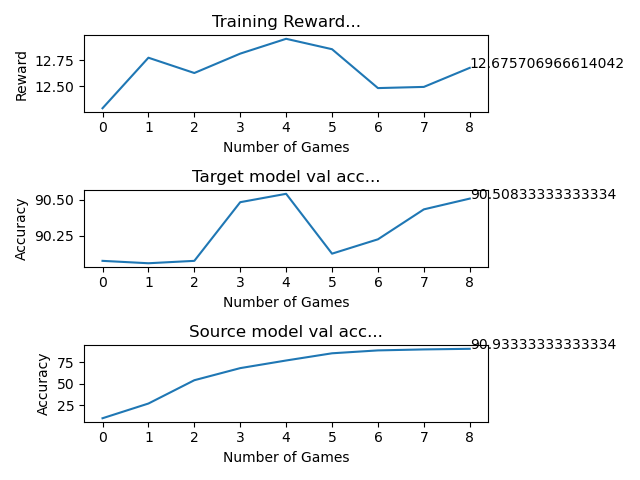 Training Reward...
12.75
12.50
Reward
12.675706966614042
0 1 2 3 4 5 6 7 8
Number of Games
Target model val acc...
90.50
90.25
Accuracy
90.50833333333334
0 1 2 3 4 5 6 7 8
Number of Games
Source model val acc...
90.93333333333334
75
50
25
Accuracy
0 1 2 3 4 5 6 7 8
Number of Games